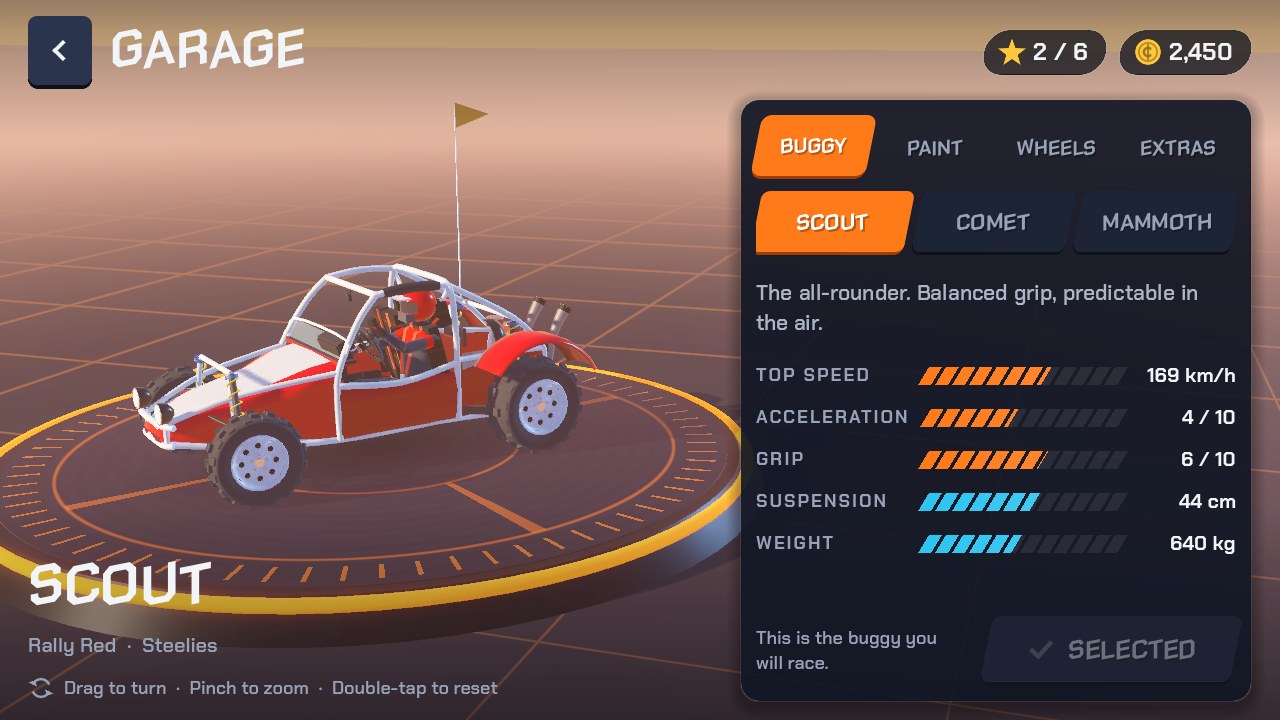 GARAGE
2 / 6
2,450
BUGGY
PAINT
WHEELS
EXTRAS
SCOUT
COMET
MAMMOTH
The all-rounder. Balanced grip, predictable in
the air.
TOP SPEED
169 km/h
ACCELERATION
4 / 10
GRIP
6 / 10
SUSPENSION
44 cm
WEIGHT
640 kg
This is the buggy you
will race.
SELECTED
SCOUT
Rally Red · Steelies
Drag to turn · Pinch to zoom · Double-tap to reset